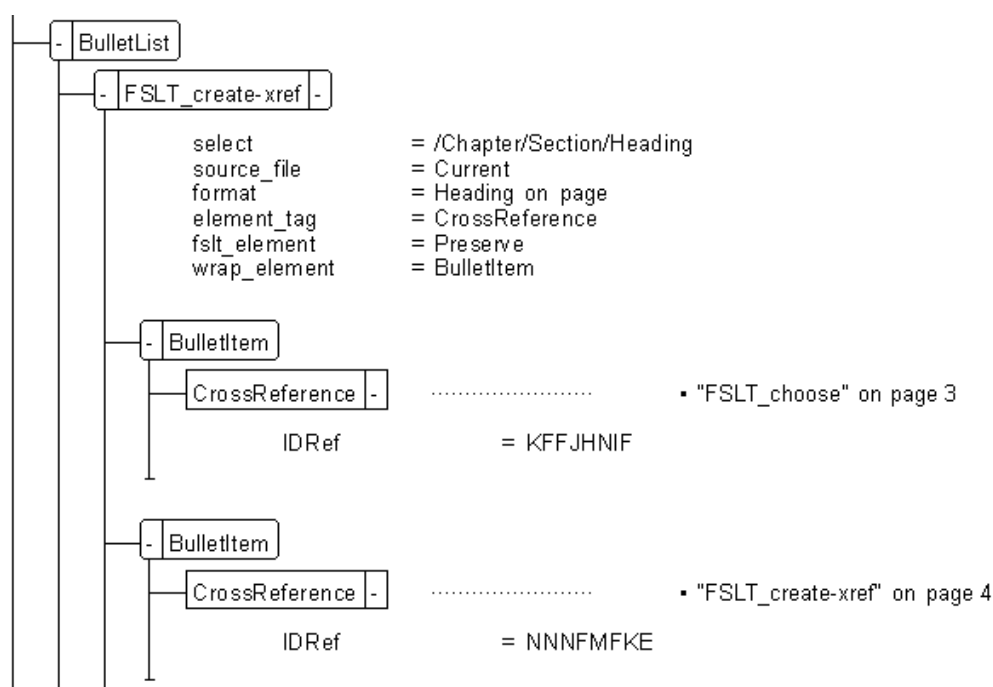 - BulletList
- FSLT_create-xref -
select = /Chapter/Section/Heading
source_file = Current
format = Heading on page
element_tag = CrossReference
fslt_element = Preserve
wrap_element = BulletItem
- BulletItem
CrossReference - ........................ ▪ "FSLT_choose" on page 3
IDRef = KFFJHNIF
- BulletItem
CrossReference - ........................ ▪ "FSLT_create-xref" on page 4
IDRef = NNNFMFKE